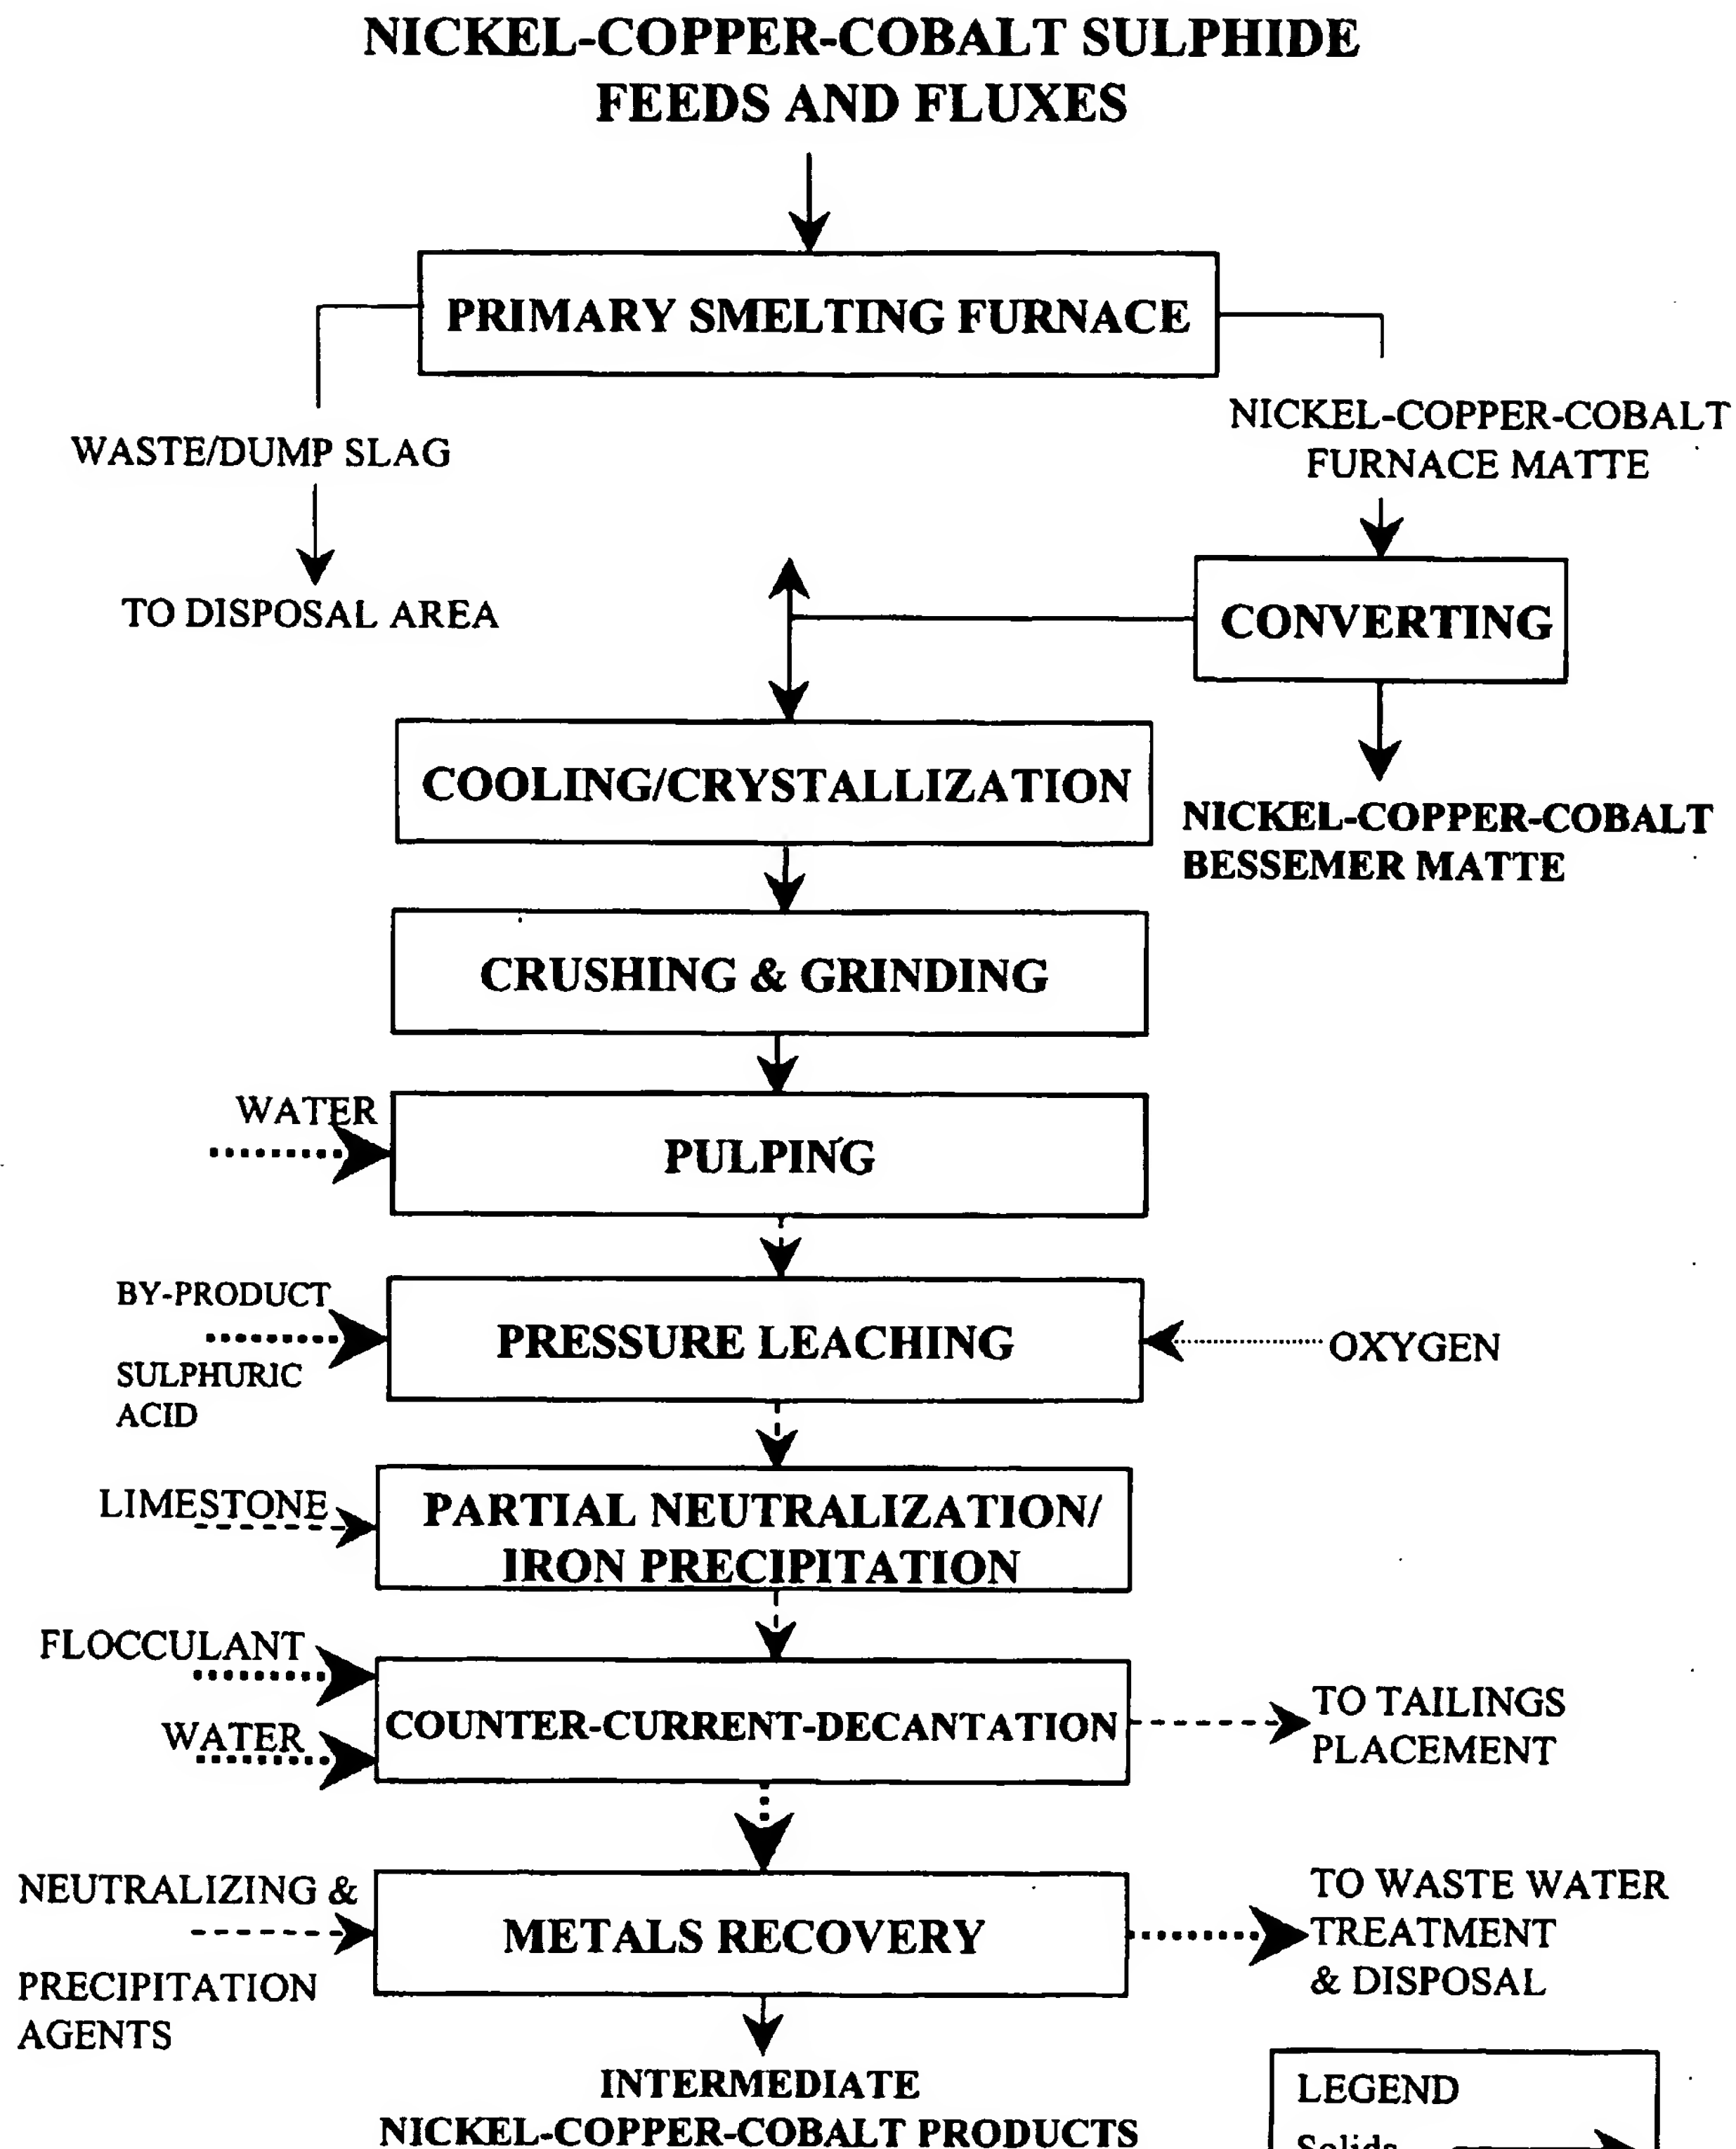 NICKEL-COPPER-COBALT SULPHIDE
FEEDS AND FLUXES
PRIMARY SMELTING FURNACE
WASTE/DUMP SLAG
NICKEL-COPPER-COBALT
FURNACE MATTE
TO DISPOSAL AREA
CONVERTING
COOLING/CRYSTALLIZATION
NICKEL-COPPER-COBALT
BESSEMER MATTE
CRUSHING & GRINDING
WATER
PULPING
BY-PRODUCT
SULPHURIC
ACID
PRESSURE LEACHING
OXYGEN
LIMESTONE
PARTIAL NEUTRALIZATION/
IRON PRECIPITATION
FLOCCULANT
WATER
COUNTER-CURRENT-DECANTATION
TO TAILINGS
PLACEMENT
NEUTRALIZING &
PRECIPITATION
AGENTS
METALS RECOVERY
TO WASTE WATER
TREATMENT
& DISPOSAL
INTERMEDIATE
NICKEL-COPPER-COBALT PRODUCTS
LEGEND
Solids